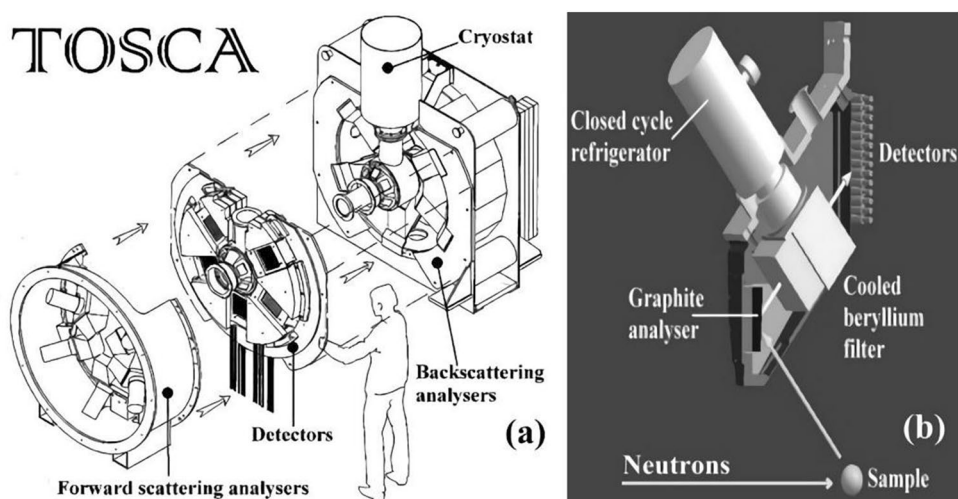 TOSCA
Cryostat
Backscattering
analysers
(a)
Detectors
Forward scattering analysers
Closed cycle
refrigerator
Detectors
Graphite
analyser
Cooled
beryllium
filter
(b)
Neutrons
Sample